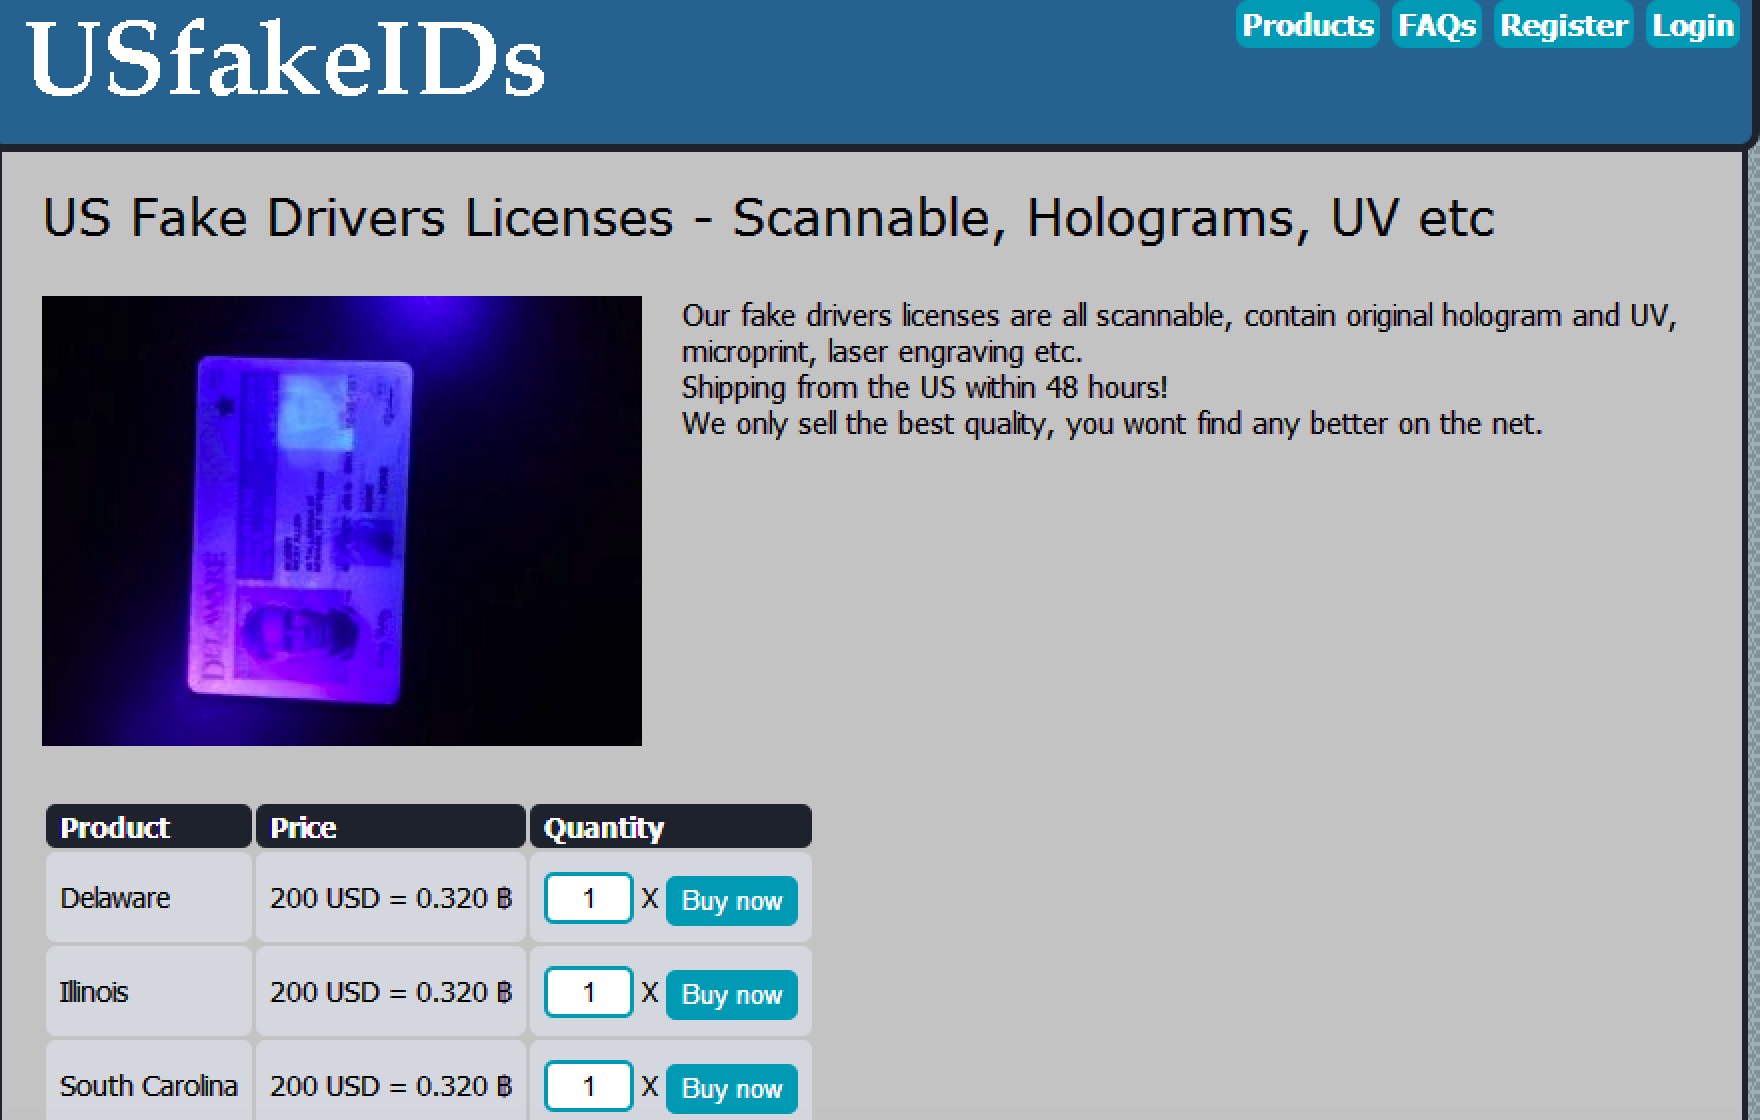 USfakeIDs
Products FAQs Register Login
US Fake Drivers Licenses - Scannable, Holograms, UV etc
DELAWARE
Our fake drivers licenses are all scannable, contain original hologram and UV,
microprint, laser engraving etc.
Shipping from the US within 48 hours!
We only sell the best quality, you wont find any better on the net.
Product Price Quantity
Delaware 200 USD = 0.320 ฿ 1 X Buy now
Illinois 200 USD = 0.320 ฿ 1 X Buy now
South Carolina 200 USD = 0.320 ฿ 1 X Buy now